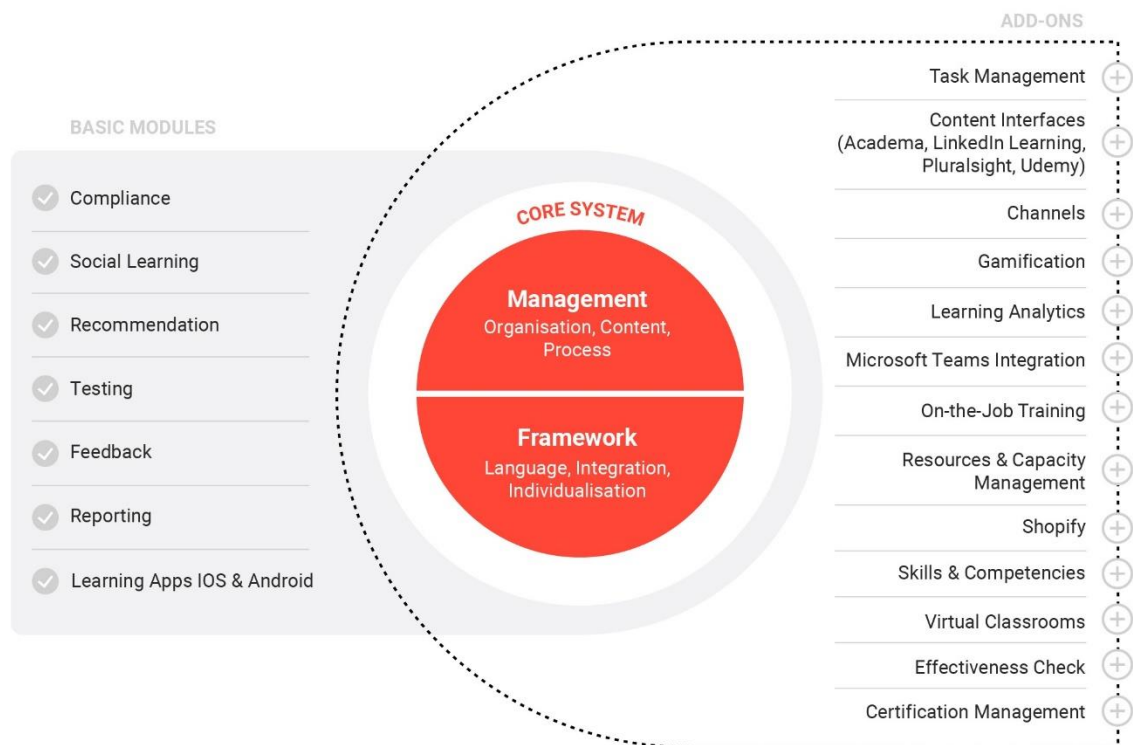 BASIC MODULES
Compliance
Social Learning
Recommendation
Testing
Feedback
Reporting
Learning Apps IOS & Android
CORE SYSTEM
Management
Organisation, Content,
Process
Framework
Language, Integration,
Individualisation
ADD-ONS
Task Management
Content Interfaces
(Academa, LinkedIn Learning,
Pluralsight, Udemy)
Channels
Gamification
Learning Analytics
Microsoft Teams Integration
On-the-Job Training
Resources & Capacity
Management
Shopify
Skills & Competencies
Virtual Classrooms
Effectiveness Check
Certification Management